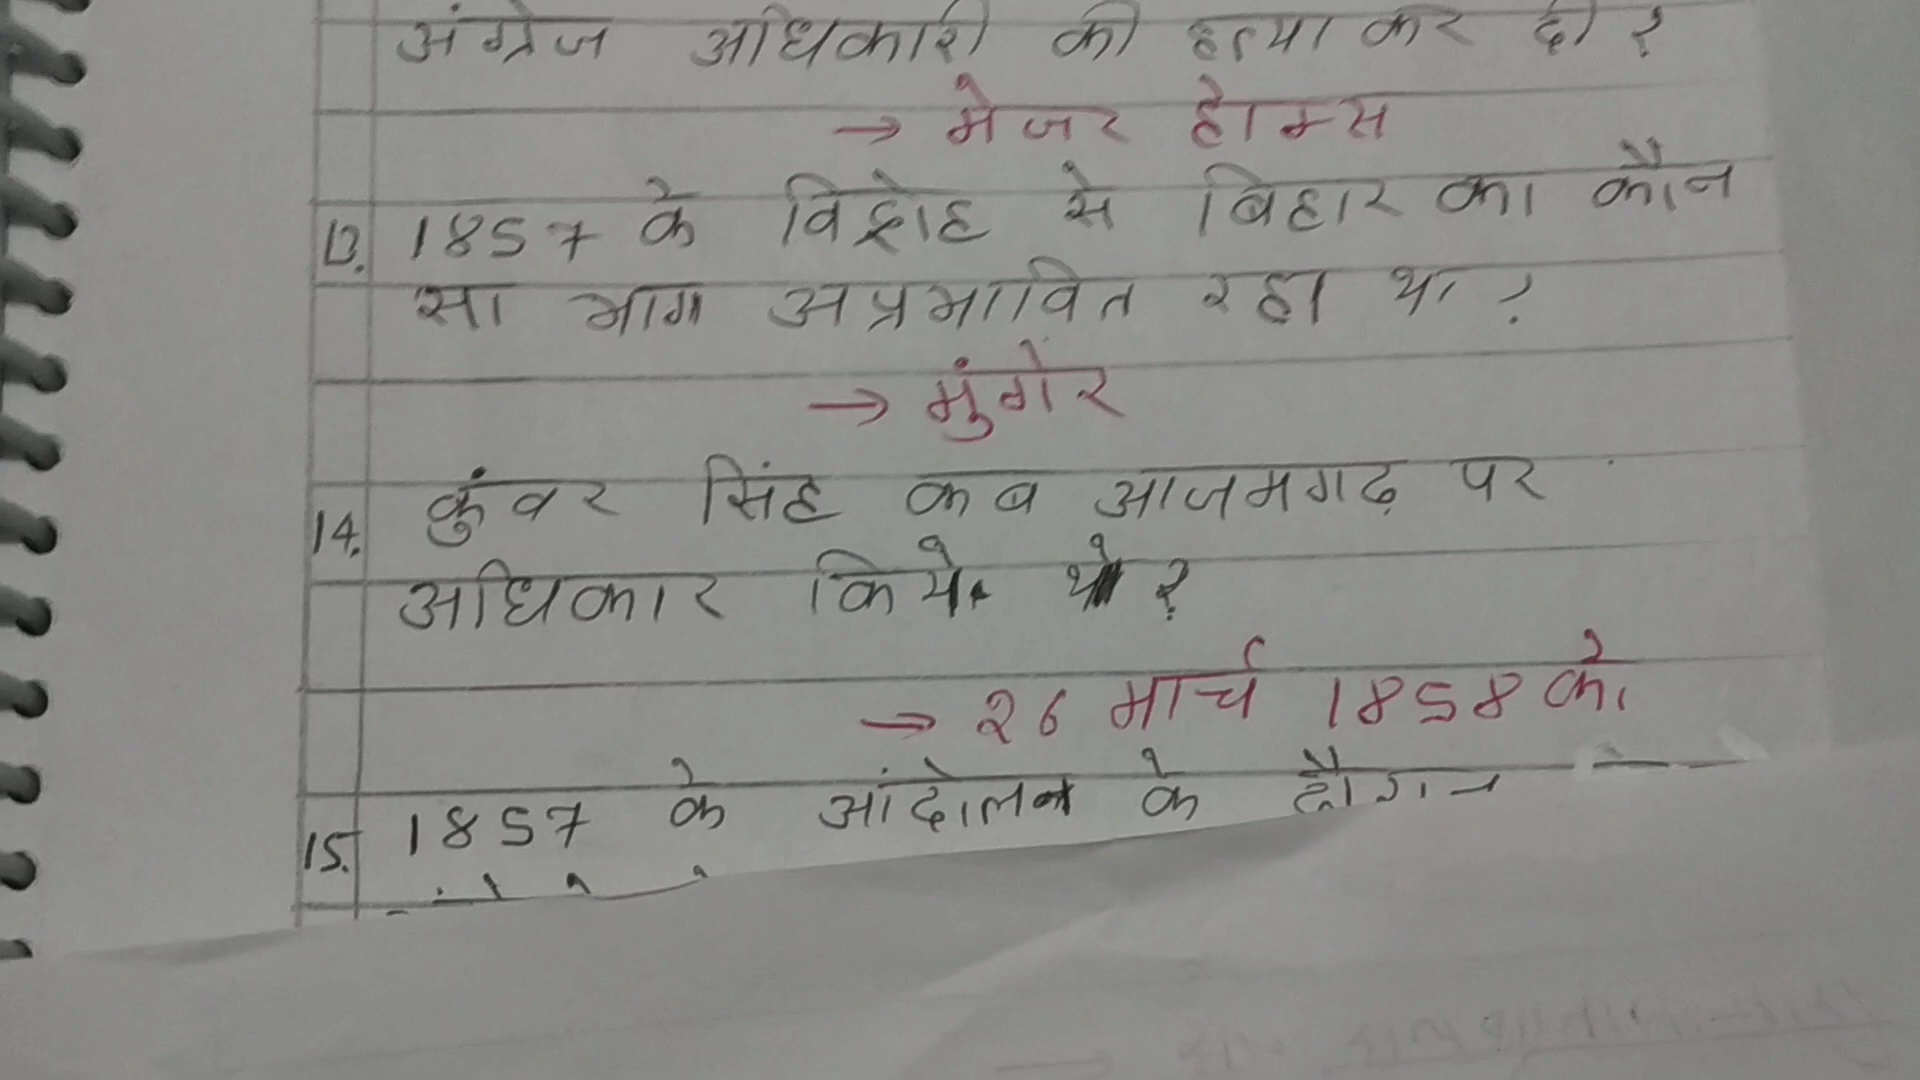 अंग्रेज अधिकारी की हत्या कर दी ?
→ मेजर होम्स
13. 1857 के विद्रोह से बिहार का कौन
सा भाग अप्रभावित रहा था ?
→ मुंगेर
14. कुंवर सिंह कब आजमगढ़ पर
अधिकार किये थे ?
→ 26 मार्च 1858 को
15. 1857 के आंदोलन के दौरान